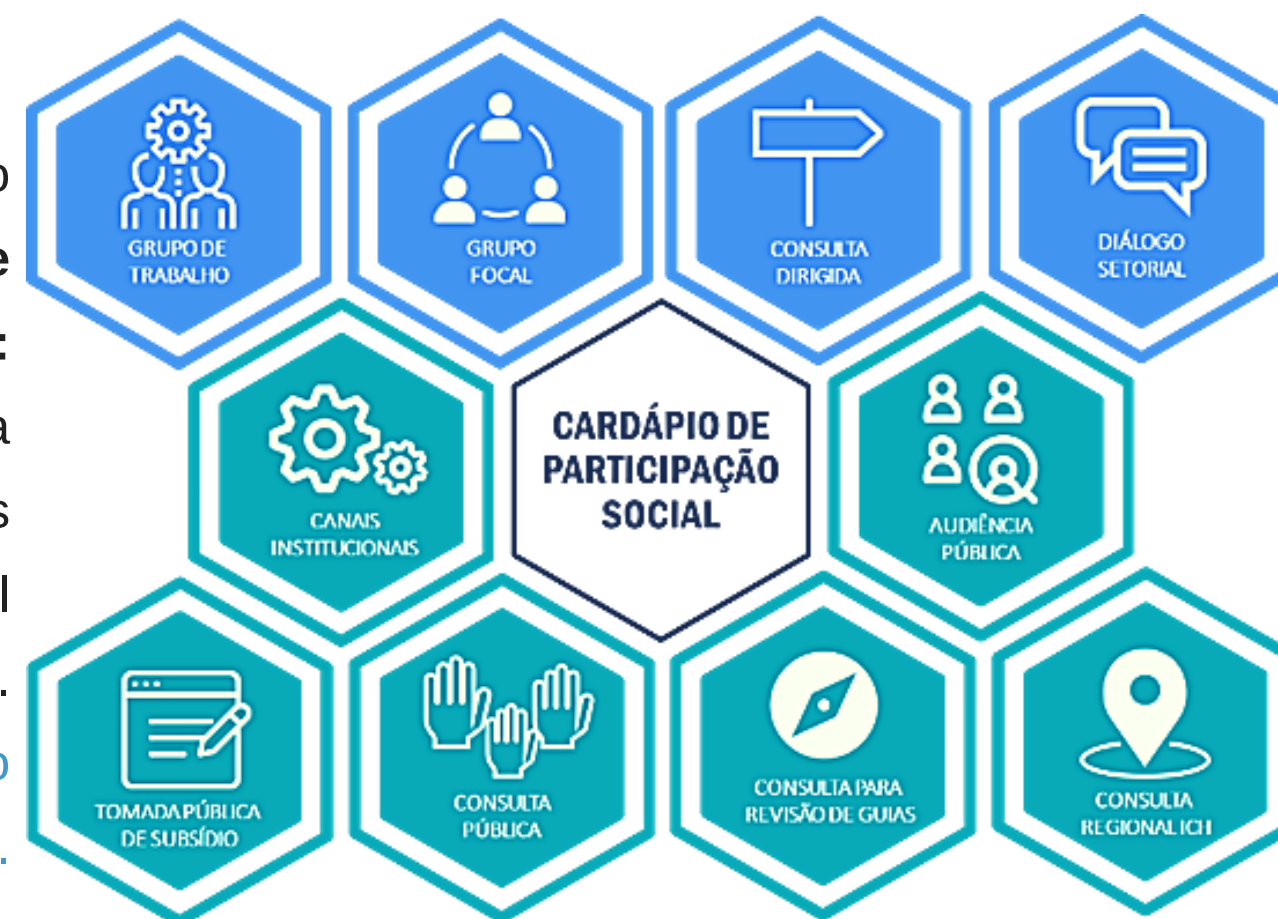 GRUPO DE
TRABALHO
GRUPO
FOCAL
CONSULTA
DIRIGIDA
DIÁLOGO
SETORIAL
CANAIS
INSTITUCIONAIS
CARDÁPIO DE
PARTICIPAÇÃO
SOCIAL
AUDIÊNCIA
PÚBLICA
TOMADA PÚBLICA
DE SUBSÍDIO
CONSULTA
PÚBLICA
CONSULTA PARA
REVISÃO DE GUIAS
CONSULTA
REGIONAL ICH